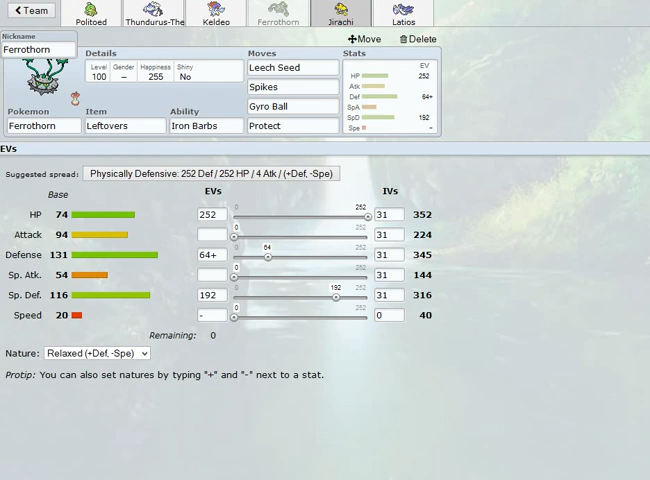 Team
Politoed
Thundurus-The
Keldeo
Ferrothorn
Jirachi
Latios
Move
Delete
Nickname
Ferrothorn
Details
Level
Gender
Happiness
Shiny
100
–
255
No
Moves
Leech Seed
Spikes
Gyro Ball
Protect
Stats
EV
HP 252
Atk
Def 64+
SpA
SpD 192
Spe –
Pokemon
Item
Ability
Ferrothorn
Leftovers
Iron Barbs
EVs
Suggested spread: Physically Defensive: 252 Def / 252 HP / 4 Atk / (+Def, -Spe)
Base EVs IVs
HP 74 252 0 252 31 352
Attack 94 0 252 31 224
Defense 131 64+ 0 64 252 31 345
Sp. Atk. 54 0 252 31 144
Sp. Def. 116 192 0 192 252 31 316
Speed 20 - 0 252 0 40
Remaining: 0
Nature: Relaxed (+Def, -Spe)
Protip: You can also set natures by typing "+" and "-" next to a stat.